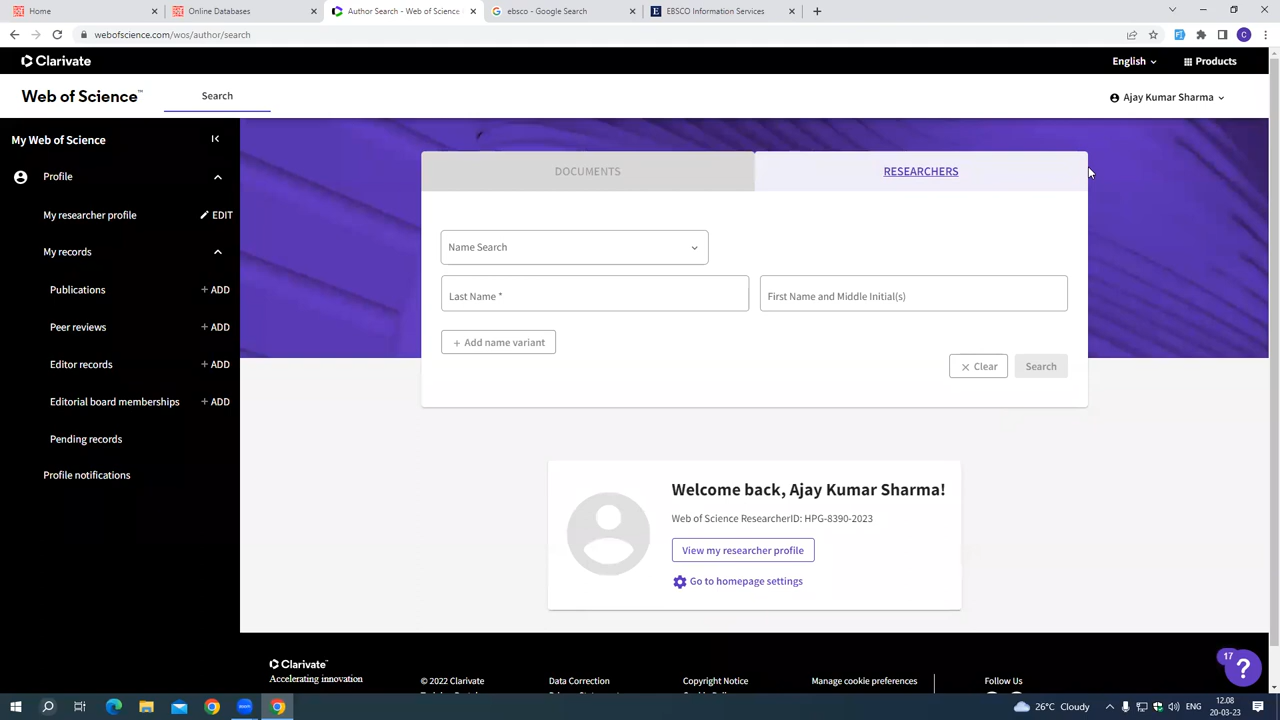 Home
Online Databases
Author Search - Web of Science
ebsco - Google Search
EBSCO Information Services
webofscience.com/wos/author/search
C
Clarivate
English
Products
Web of Science™
Search
Ajay Kumar Sharma
My Web of Science
Profile
My researcher profile
EDIT
My records
Publications
+ ADD
Peer reviews
+ ADD
Editor records
+ ADD
Editorial board memberships
+ ADD
Pending records
Profile notifications
DOCUMENTS
RESEARCHERS
Name Search
Last Name *
First Name and Middle Initial(s)
+ Add name variant
× Clear
Search
Welcome back, Ajay Kumar Sharma!
Web of Science ResearcherID: HPG-8390-2023
View my researcher profile
Go to homepage settings
Clarivate™
Accelerating innovation
© 2022 Clarivate
Data Correction
Copyright Notice
Manage cookie preferences
Follow Us
17
?
zoom
26°C Cloudy
ENG
12.08
20-03-23